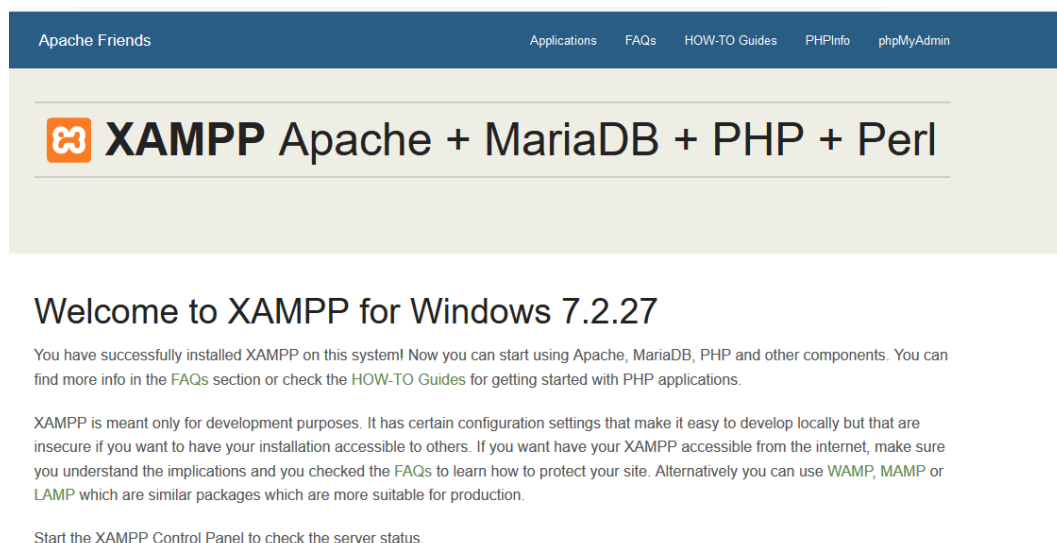 Apache Friends Applications FAQs HOW-TO Guides PHPInfo phpMyAdmin
XAMPP Apache + MariaDB + PHP + Perl
Welcome to XAMPP for Windows 7.2.27
You have successfully installed XAMPP on this system! Now you can start using Apache, MariaDB, PHP and other components. You can
find more info in the FAQs section or check the HOW-TO Guides for getting started with PHP applications.
XAMPP is meant only for development purposes. It has certain configuration settings that make it easy to develop locally but that are
insecure if you want to have your installation accessible to others. If you want have your XAMPP accessible from the internet, make sure
you understand the implications and you checked the FAQs to learn how to protect your site. Alternatively you can use WAMP, MAMP or
LAMP which are similar packages which are more suitable for production.
Start the XAMPP Control Panel to check the server status.